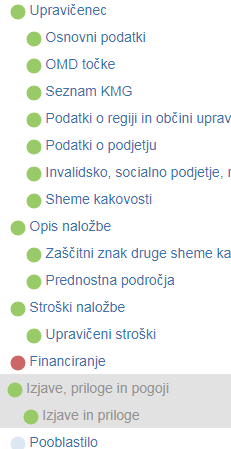 Upravičenec
Osnovni podatki
OMD točke
Seznam KMG
Podatki o regiji in občini uprav
Podatki o podjetju
Invalidsko, socialno podjetje,
Sheme kakovosti
Opis naložbe
Zaščitni znak druge sheme ka
Prednostna področja
Stroški naložbe
Upravičeni stroški
Financiranje
Izjave, priloge in pogoji
Izjave in priloge
Pooblastilo